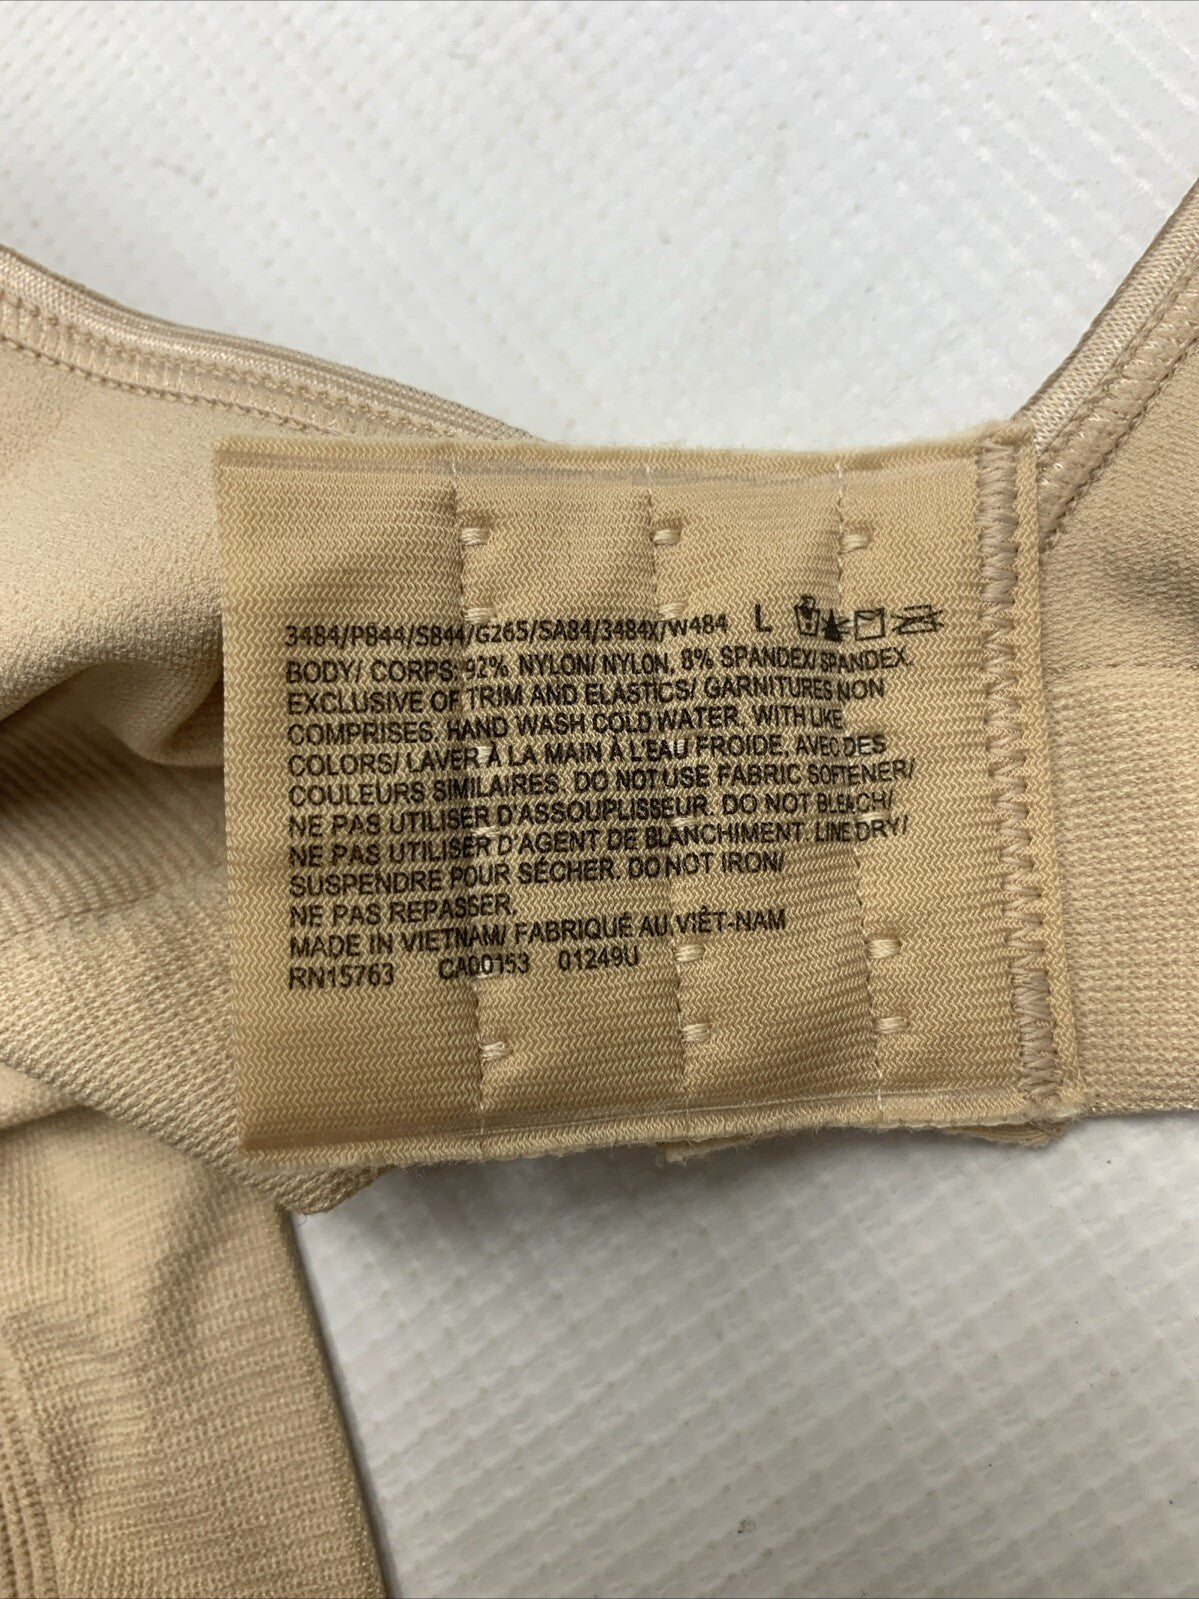 3484/P844/S844/G265/SA84/3484X/W484 L
BODY/ CORPS: 92% NYLON/ NYLON, 8% SPANDEX/ SPANDEX.
EXCLUSIVE OF TRIM AND ELASTICS/ GARNITURES NON
COMPRISES. HAND WASH COLD WATER, WITH LIKE
COLORS/ LAVER À LA MAIN À L'EAU FROIDE, AVEC DES
COULEURS SIMILAIRES. DO NOT USE FABRIC SOFTENER/
NE PAS UTILISER D'ASSOUPLISSEUR. DO NOT BLEACH/
NE PAS UTILISER D'AGENT DE BLANCHIMENT. LINE DRY/
SUSPENDRE POUR SÉCHER. DO NOT IRON/
NE PAS REPASSER.
MADE IN VIETNAM/ FABRIQUÉ AU VIÊT-NAM
RN15763 CA00153 01249U